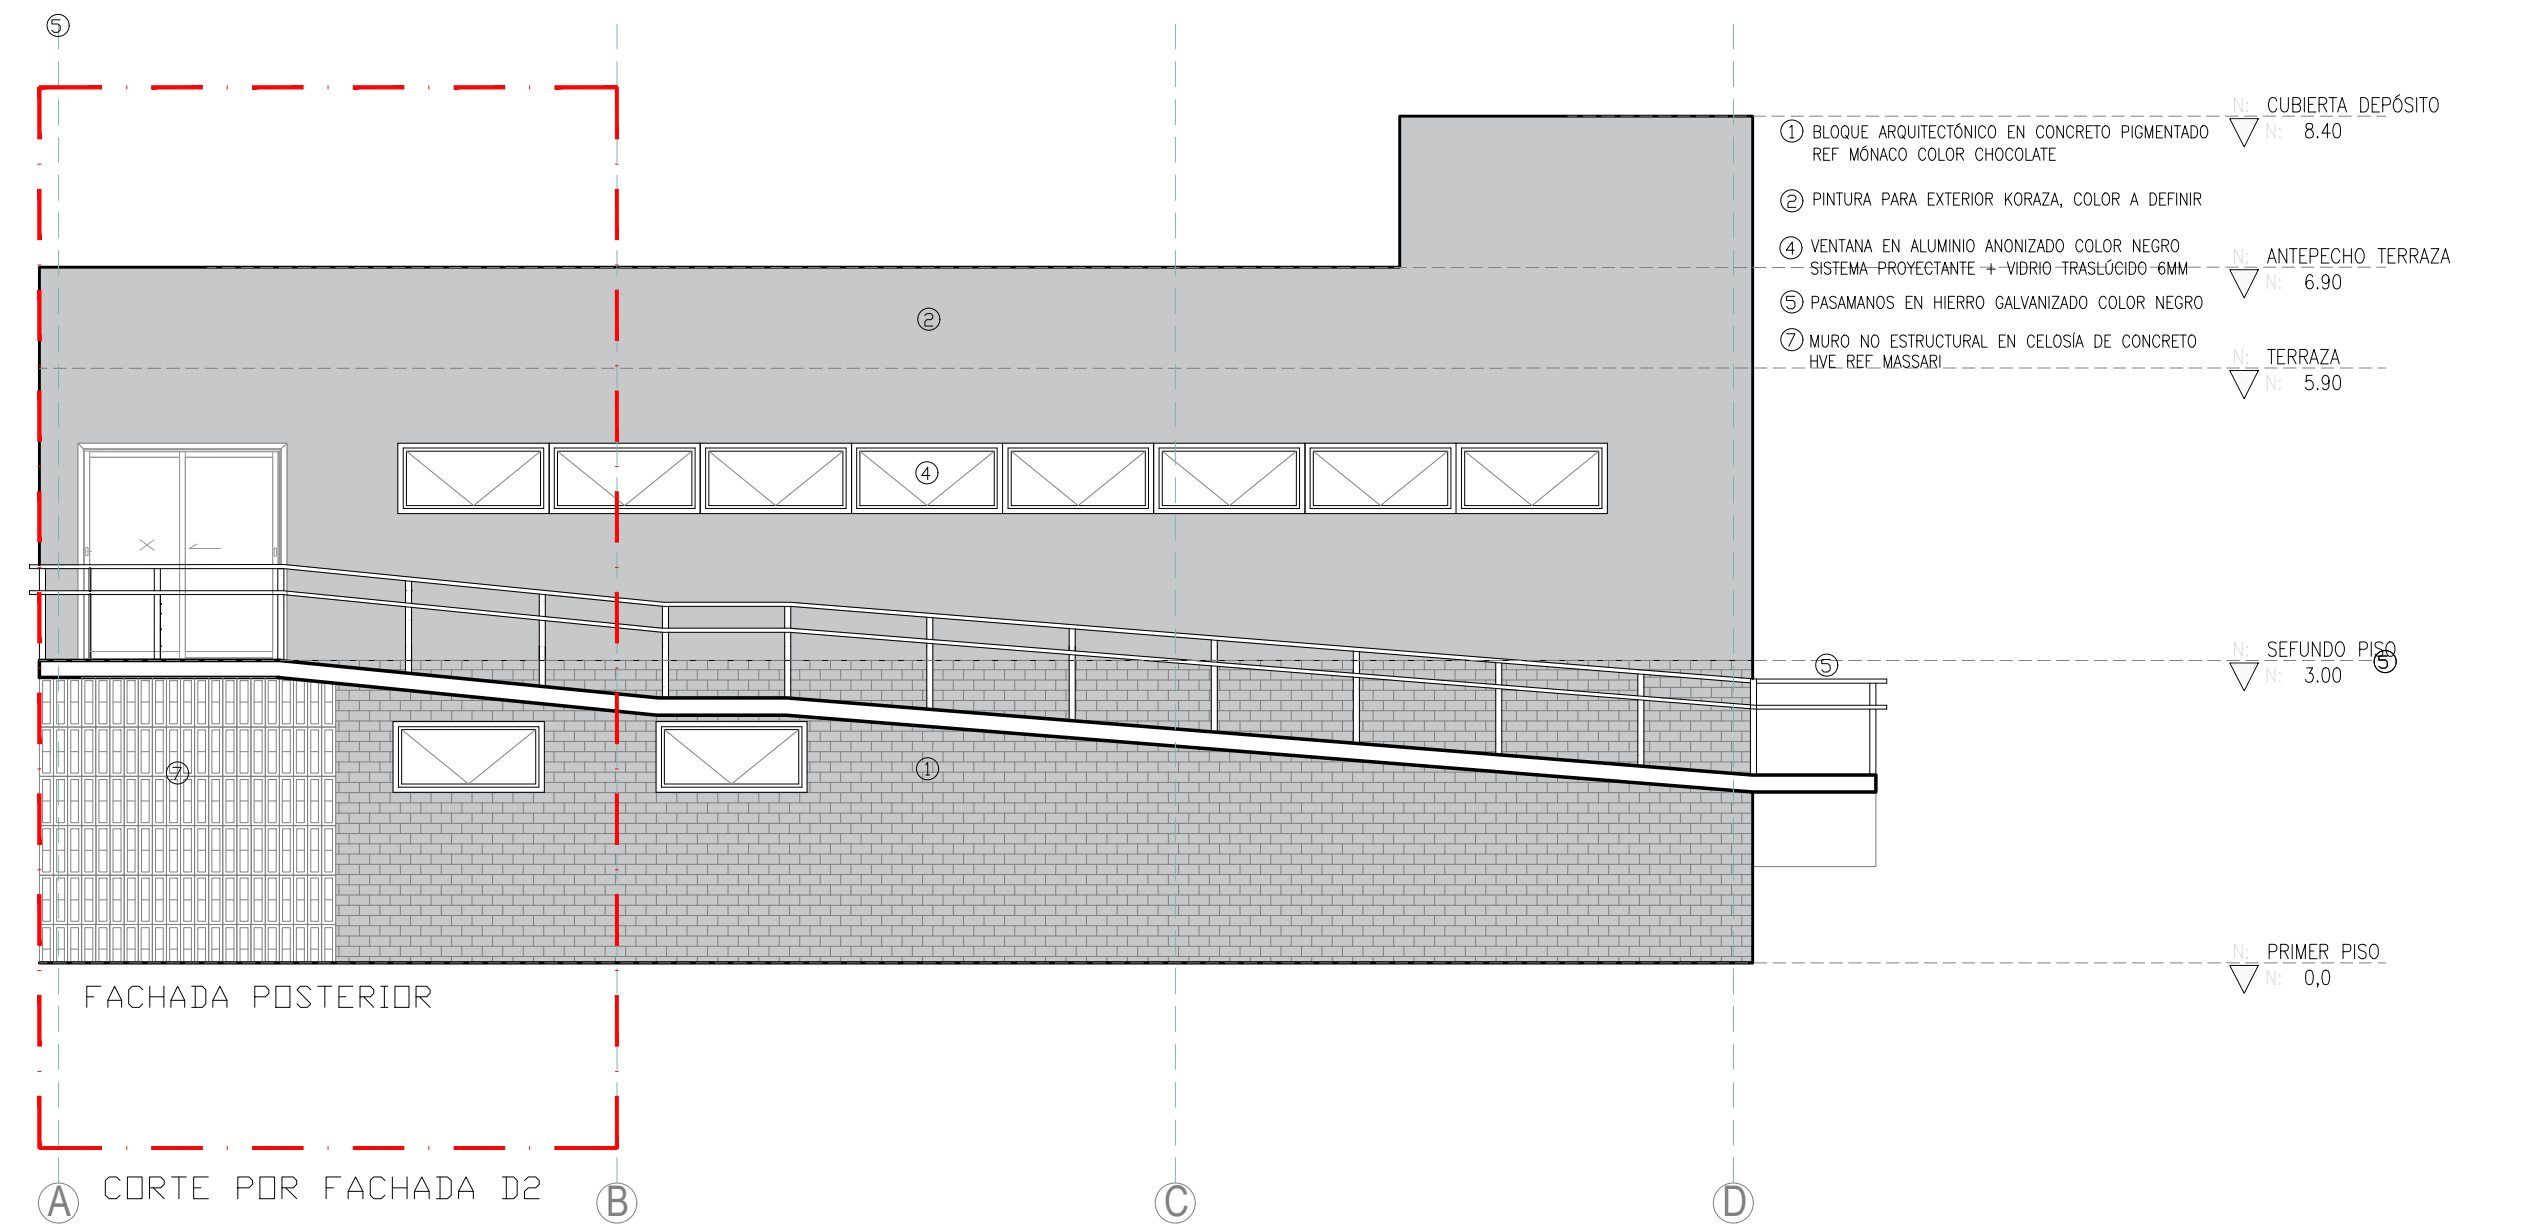 5
N: CUBIERTA DEPÓSITO
N: 8.40
1 BLOQUE ARQUITECTÓNICO EN CONCRETO PIGMENTADO
REF MÓNACO COLOR CHOCOLATE
2 PINTURA PARA EXTERIOR KORAZA, COLOR A DEFINIR
4 VENTANA EN ALUMINIO ANONIZADO COLOR NEGRO
SISTEMA PROYECTANTE + VIDRIO TRASLÚCIDO 6MM
N: ANTEPECHO TERRAZA
N: 6.90
5 PASAMANOS EN HIERRO GALVANIZADO COLOR NEGRO
7 MURO NO ESTRUCTURAL EN CELOSÍA DE CONCRETO
HVE REF MASSARI
N: TERRAZA
N: 5.90
2
4
N: SEFUNDO PISO
N: 3.00
5
5
7
1
N: PRIMER PISO
N: 0,0
FACHADA POSTERIOR
CORTE POR FACHADA D2
A
B
C
D